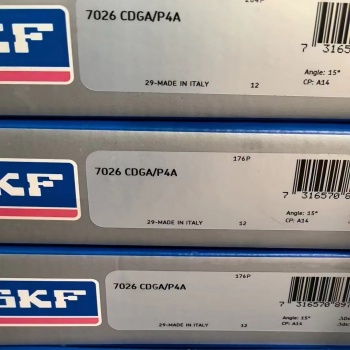 SKF
7026 CDGA/P4A
29-MADE IN ITALY
12
7 316570
Angle: 15°
CP: A14
SKF
176P
7026 CDGA/P4A
29-MADE IN ITALY
12
7 316570
Angle: 15°
CP: A14
SKF
176P
7026 CDGA/P4A
29-MADE IN ITALY
12
7 316570
Angle: 15°
CP: A14